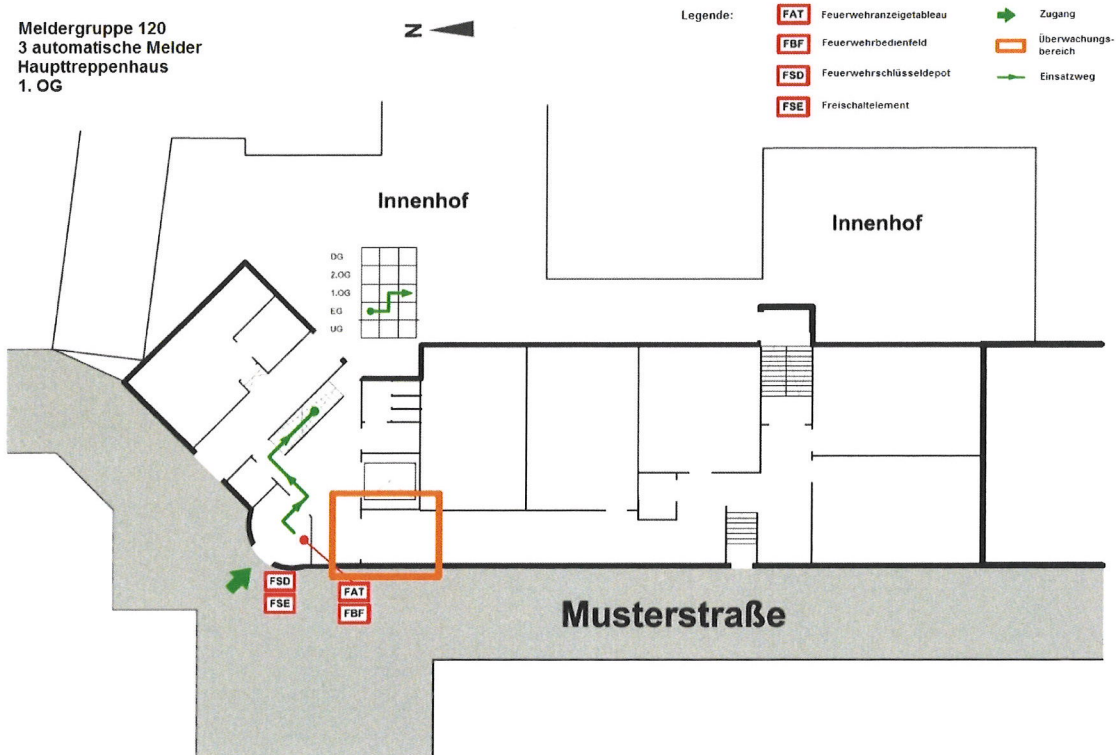 Meldergruppe 120
3 automatische Melder
Haupttreppenhaus
1. OG
N
Legende:
FAT Feuerwehranzeigetableau
FBF Feuerwehrbedienfeld
FSD Feuerwehrschlüsseldepot
FSE Freischaltelement
Zugang
Überwachungs-
bereich
Einsatzweg
Innenhof
Innenhof
DG
2.OG
1.OG
EG
UG
FSD
FSE
FAT
FBF
Musterstraße